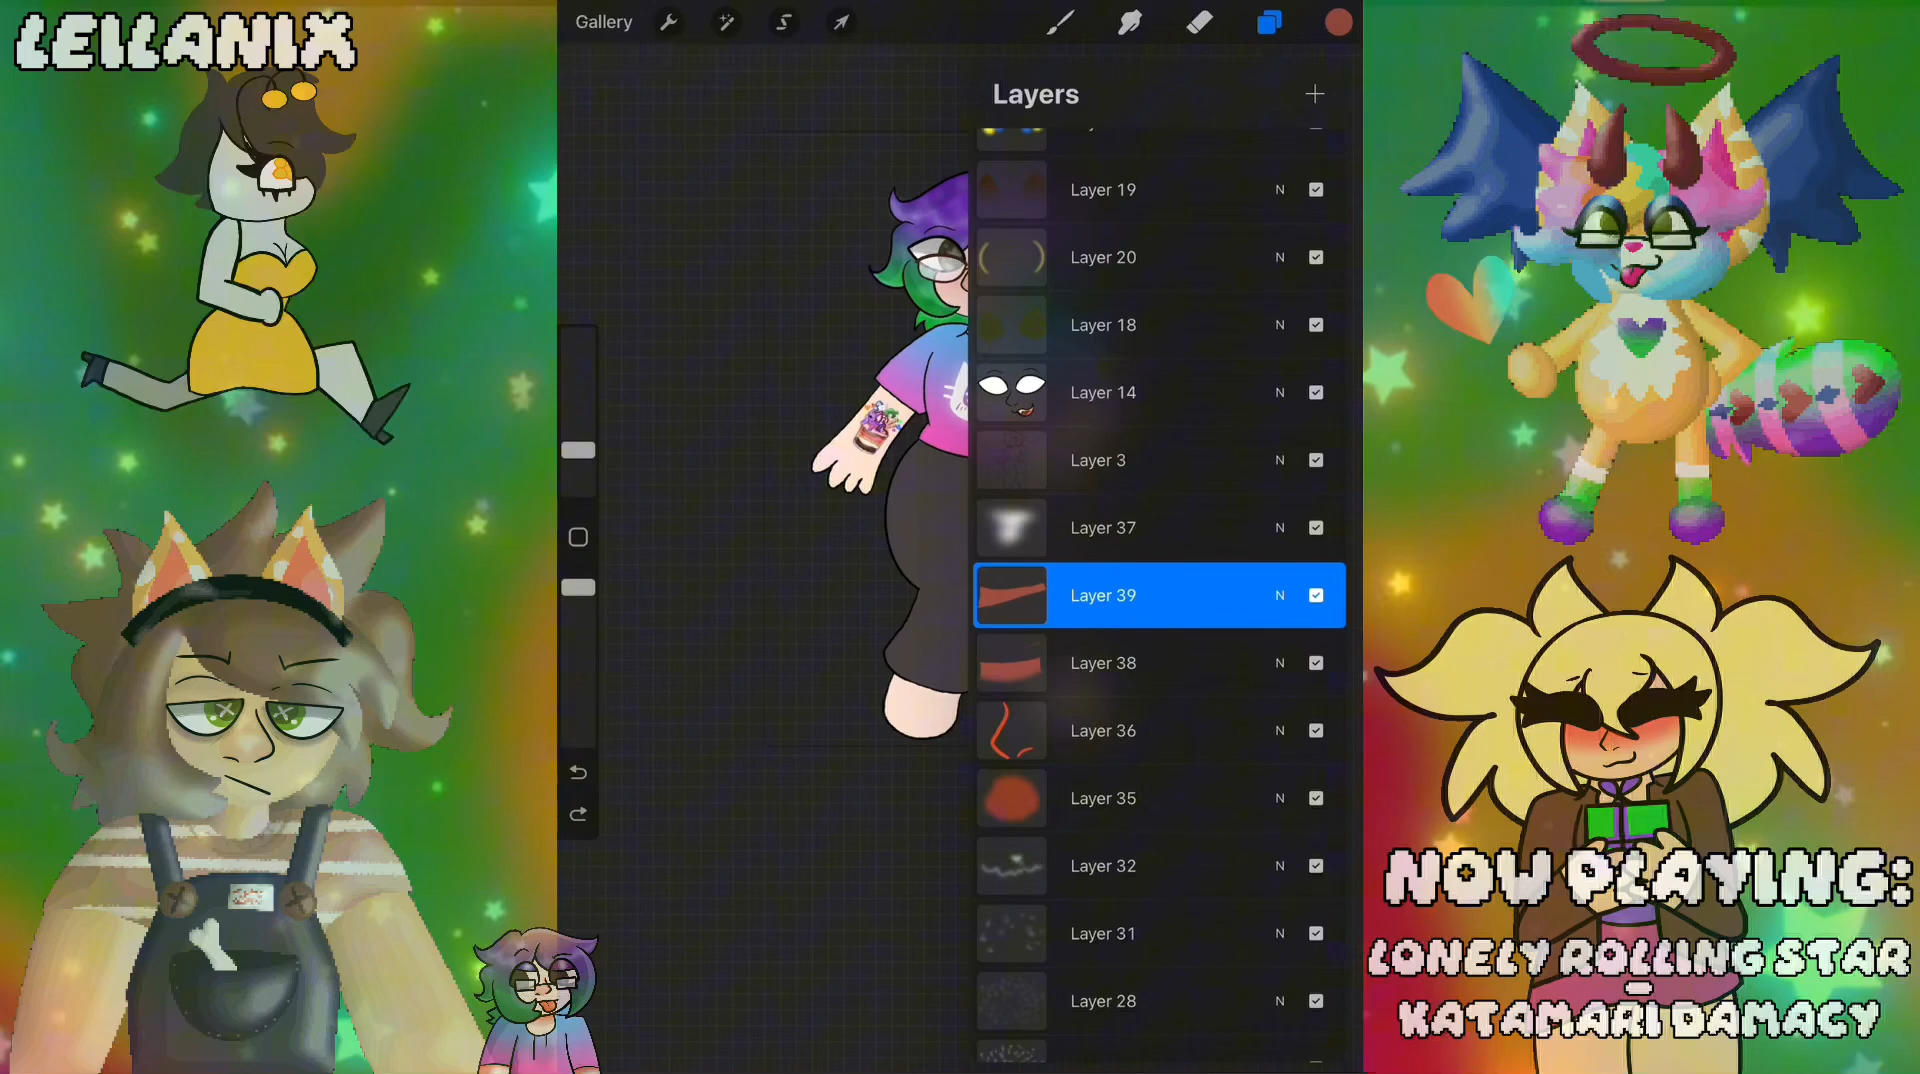 LEILANIX
Gallery
Layers
Layer 19 N
Layer 20 N
Layer 18 N
Layer 14 N
Layer 3 N
Layer 37 N
Layer 39 N
Layer 38 N
Layer 36 N
Layer 35 N
Layer 32 N
Layer 31 N
Layer 28 N
NOW PLAYING:
LONELY ROLLING STAR
-
KATAMARI DAMACY